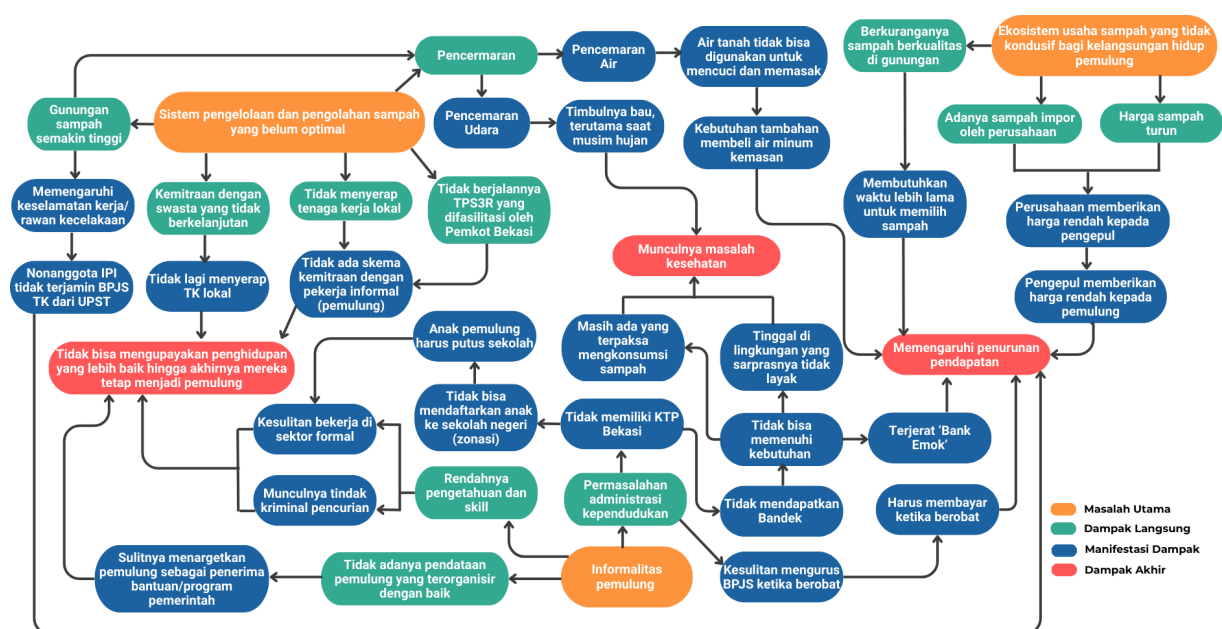 Pencermaran
Pencemaran
Air
Air tanah tidak bisa
digunakan untuk
mencuci dan memasak
Berkuranganya
sampah berkualitas
di gunungan
Ekosistem usaha sampah yang tidak
kondusif bagi kelangsungan hidup
pemulung
Gunungan
sampah
semakin tinggi
Sistem pengelolaan dan pengolahan sampah
yang belum optimal
Pencemaran
Udara
Timbulnya bau,
terutama saat
musim hujan
Kebutuhan tambahan
membeli air minum
kemasan
Adanya sampah impor
oleh perusahaan
Harga sampah
turun
Memengaruhi
keselamatan kerja/
rawan kecelakaan
Kemitraan dengan
swasta yang tidak
berkelanjutan
Tidak menyerap
tenaga kerja lokal
Tidak berjalannya
TPS3R yang
difasilitasi oleh
Pemkot Bekasi
Membutuhkan
waktu lebih lama
untuk memilih
sampah
Perusahaan memberikan
harga rendah kepada
pengepul
Nonanggota IPI
tidak terjamin BPJS
TK dari UPST
Tidak lagi menyerap
TK lokal
Tidak ada skema
kemitraan dengan
pekerja informal
(pemulung)
Munculnya masalah
kesehatan
Pengepul memberikan
harga rendah kepada
pemulung
Tidak bisa mengupayakan penghidupan
yang lebih baik hingga akhirnya mereka
tetap menjadi pemulung
Anak pemulung
harus putus sekolah
Masih ada yang
terpaksa
mengkonsumsi
sampah
Tinggal di
lingkungan yang
sarprasnya tidak
layak
Memengaruhi penurunan
pendapatan
Kesulitan bekerja di
sektor formal
Tidak bisa
mendaftarkan anak
ke sekolah negeri
(zonasi)
Tidak memiliki KTP
Bekasi
Tidak bisa
memenuhi
kebutuhan
Terjerat ‘Bank
Emok’
Munculnya tindak
kriminal pencurian
Rendahnya
pengetahuan dan
skill
Permasalahan
administrasi
kependudukan
Tidak mendapatkan
Bandek
Harus membayar
ketika berobat
Sulitnya menargetkan
pemulung sebagai penerima
bantuan/program
pemerintah
Tidak adanya pendataan
pemulung yang terorganisir
dengan baik
Informalitas
pemulung
Kesulitan mengurus
BPJS ketika berobat
Masalah Utama
Dampak Langsung
Manifestasi Dampak
Dampak Akhir